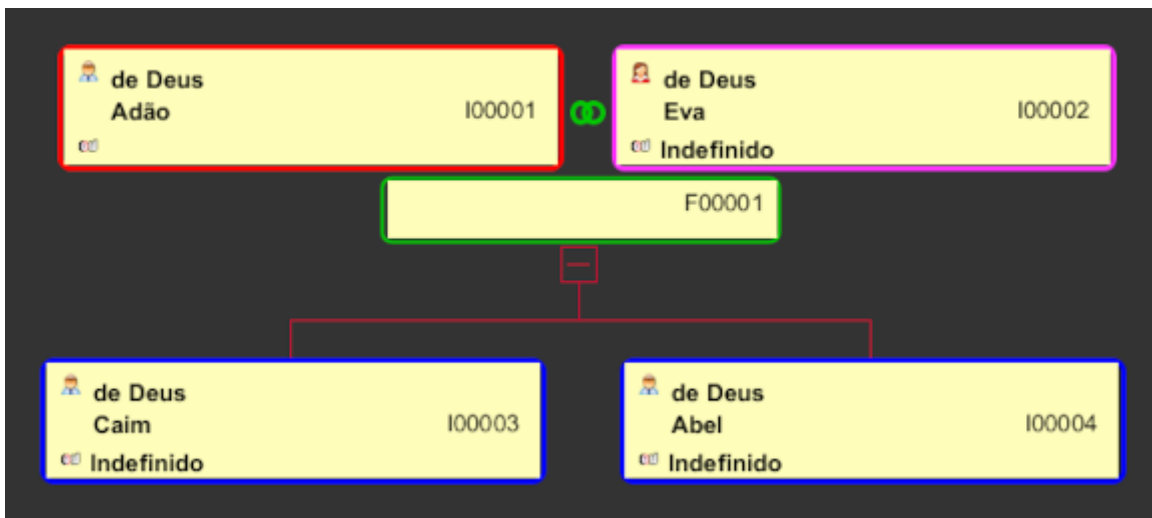 de Deus
Adão I00001
de Deus
Eva I00002
Indefinido
F00001
de Deus
Caim I00003
Indefinido
de Deus
Abel I00004
Indefinido